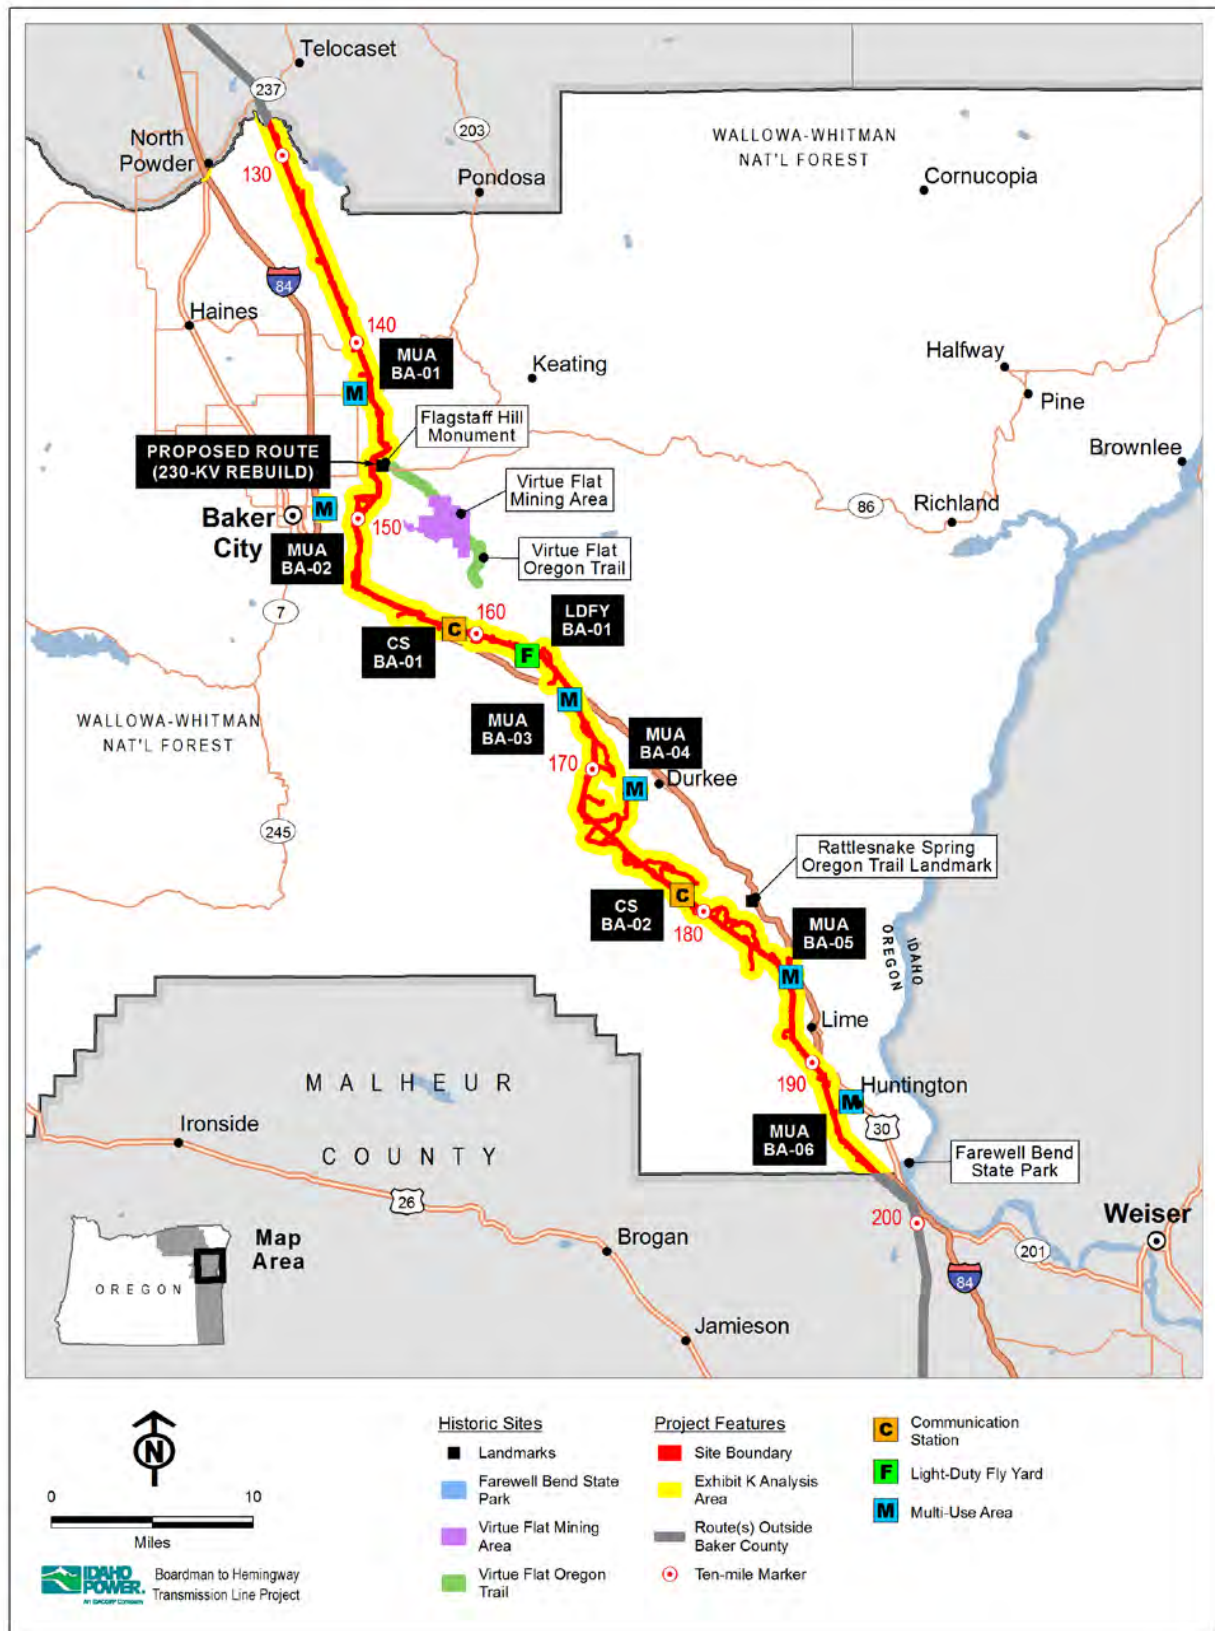 Telocaset
237
North
Powder
203
130
Pondosa
WALLOWA-WHITMAN
NAT'L FOREST
Cornucopia
84
Haines
140
MUA
BA-01
M
Keating
Halfway
Pine
Flagstaff Hill
Monument
PROPOSED ROUTE
(230-KV REBUILD)
Brownlee
Virtue Flat
Mining Area
86
Richland
Baker
City
M
150
MUA
BA-02
Virtue Flat
Oregon Trail
7
160
LDFY
BA-01
C
CS
BA-01
F
M
WALLOWA-WHITMAN
NAT'L FOREST
MUA
BA-03
MUA
BA-04
170
M
Durkee
245
Rattlesnake Spring
Oregon Trail Landmark
C
CS
BA-02
180
MUA
BA-05
IDAHO
OREGON
M
Lime
190
MALHEUR
COUNTY
M
Huntington
30
Ironside
MUA
BA-06
Farewell Bend
State Park
26
200
Weiser
201
Map
Area
OREGON
Brogan
84
Jamieson
N
0 10
Miles
IDAHO
POWER.
An IDACORP Company
Boardman to Hemingway
Transmission Line Project
Historic Sites
Landmarks
Farewell Bend State
Park
Virtue Flat Mining
Area
Virtue Flat Oregon
Trail
Project Features
Site Boundary
Exhibit K Analysis
Area
Route(s) Outside
Baker County
Ten-mile Marker
C Communication
Station
F Light-Duty Fly Yard
M Multi-Use Area